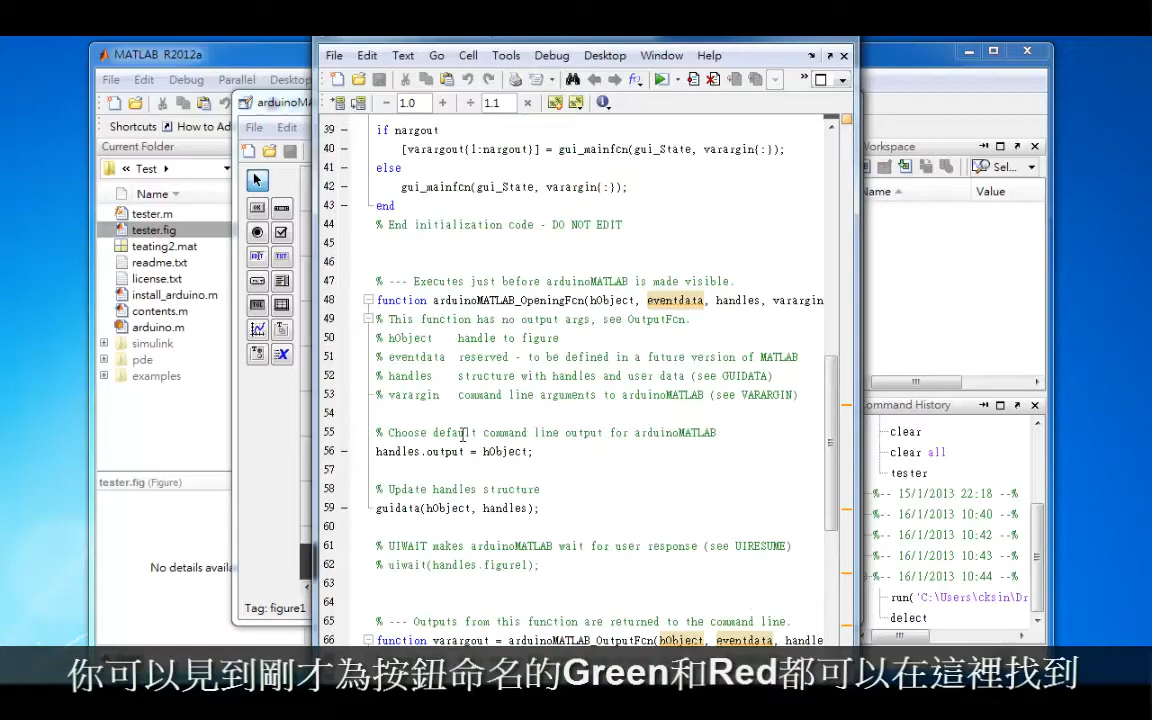 MATLAB R2012a
File Edit Debug Parallel Desktop
Shortcuts How to Ad
Current Folder
« Test
Name
tester.m
tester.fig
teating2.mat
readme.txt
license.txt
install_arduino.m
contents.m
arduino.m
simulink
pde
examples
tester.fig (Figure)
No details availa
arduinoMA
File Edit
Tag: figure1
File Edit Text Go Cell Tools Debug Desktop Window Help
1.0
1.1
39 if nargout
40 [varargout{1:nargout}] = gui_mainfcn(gui_State, varargin{:});
41 else
42 gui_mainfcn(gui_State, varargin{:});
43 end
44 % End initialization code - DO NOT EDIT
45
46
47 % --- Executes just before arduinoMATLAB is made visible.
48 function arduinoMATLAB_OpeningFcn(hObject, eventdata, handles, varargin
49 % This function has no output args, see OutputFcn.
50 % hObject handle to figure
51 % eventdata reserved - to be defined in a future version of MATLAB
52 % handles structure with handles and user data (see GUIDATA)
53 % varargin command line arguments to arduinoMATLAB (see VARARGIN)
54
55 % Choose default command line output for arduinoMATLAB
56 handles.output = hObject;
57
58 % Update handles structure
59 guidata(hObject, handles);
60
61 % UIWAIT makes arduinoMATLAB wait for user response (see UIRESUME)
62 % uiwait(handles.figure1);
63
64
65 % --- Outputs from this function are returned to the command line.
66 function varargout = arduinoMATLAB_OutputFcn(hObject, eventdata, handle
Workspace
Sel...
Name Value
Command History
clear
clear all
tester
%-- 15/1/2013 22:18 --%
%-- 16/1/2013 10:40 --%
%-- 16/1/2013 10:42 --%
%-- 16/1/2013 10:43 --%
%-- 16/1/2013 10:44 --%
run('C:\Users\cksin\Dr
delect
你可以見到剛才為按鈕命名的Green和Red都可以在這裡找到